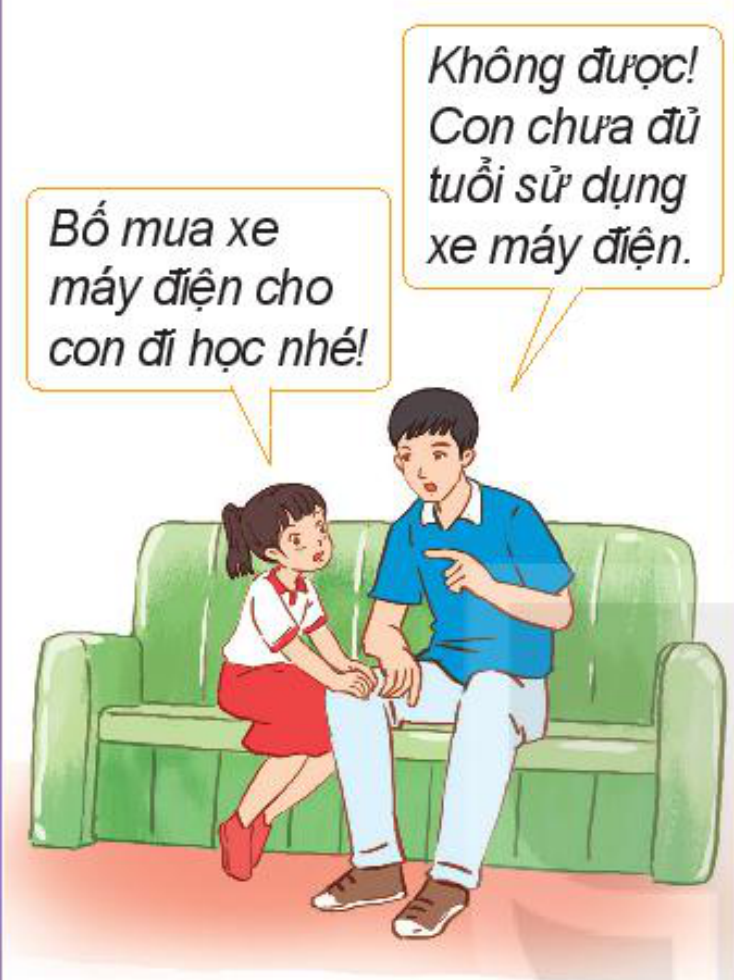 Bố mua xe
máy điện cho
con đi học nhé!
Không được!
Con chưa đủ
tuổi sử dụng
xe máy điện.